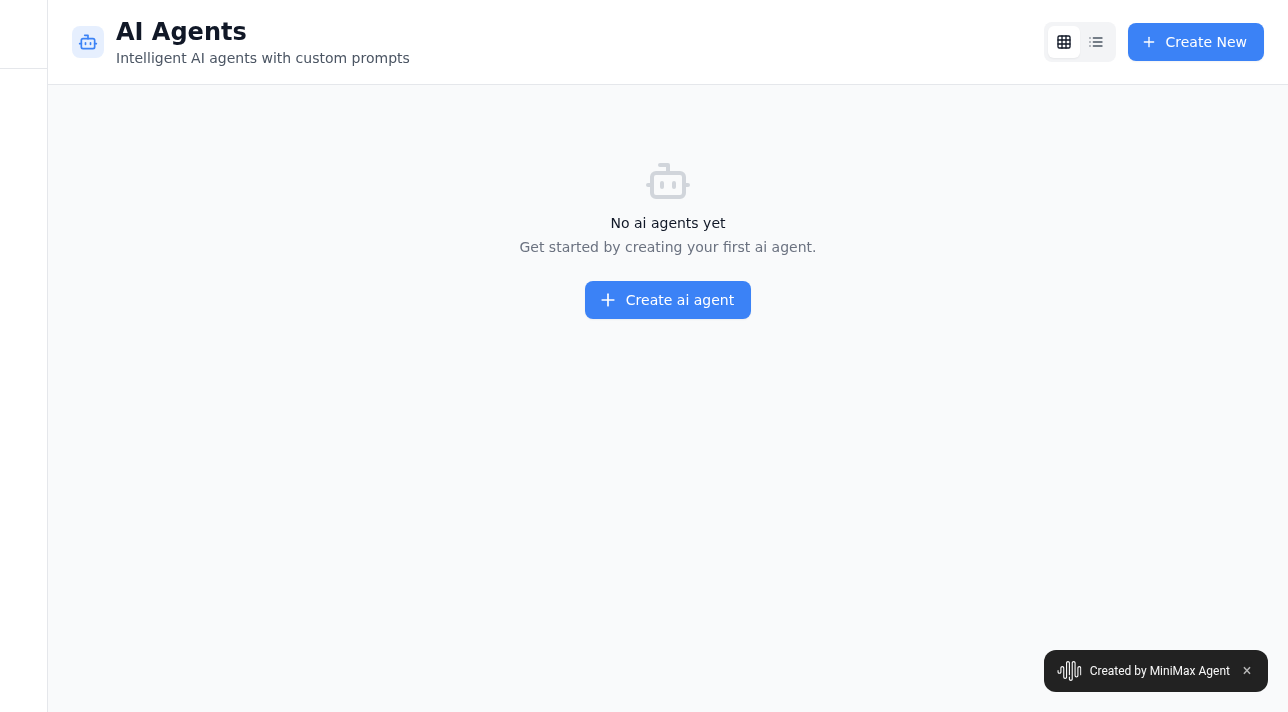 AI Agents
Intelligent AI agents with custom prompts
Create New
No ai agents yet
Get started by creating your first ai agent.
Create ai agent
Created by MiniMax Agent ×